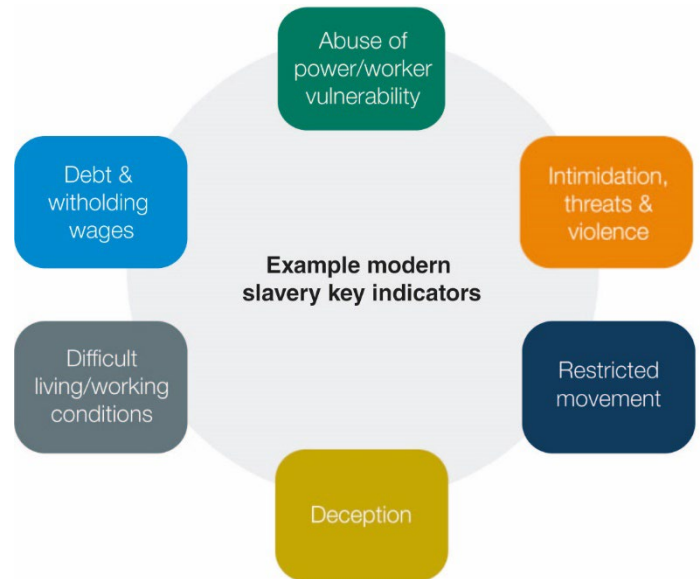 Abuse of
power/worker
vulnerability
Intimidation,
threats &
violence
Restricted
movement
Deception
Difficult
living/working
conditions
Debt &
witholding
wages
Example modern
slavery key indicators